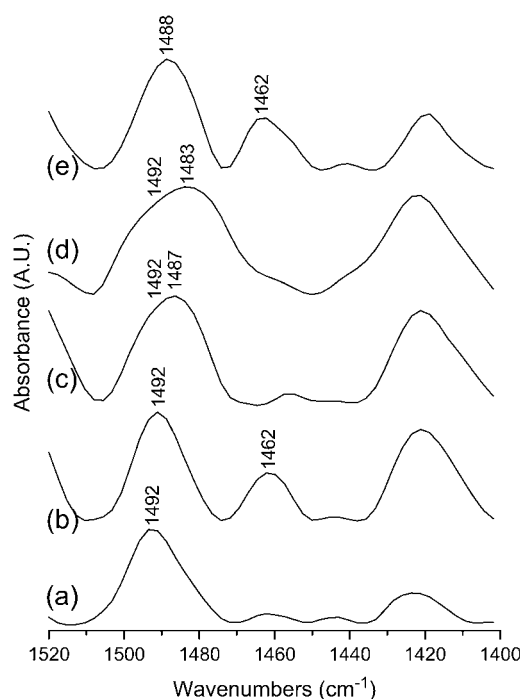 1488
1462
(e)
1492
1483
(d)
1492
1487
(c)
1492
1462
(b)
1492
(a)
Absorbance (A.U.)
1520 1500 1480 1460 1440 1420 1400
Wavenumbers (cm⁻¹)